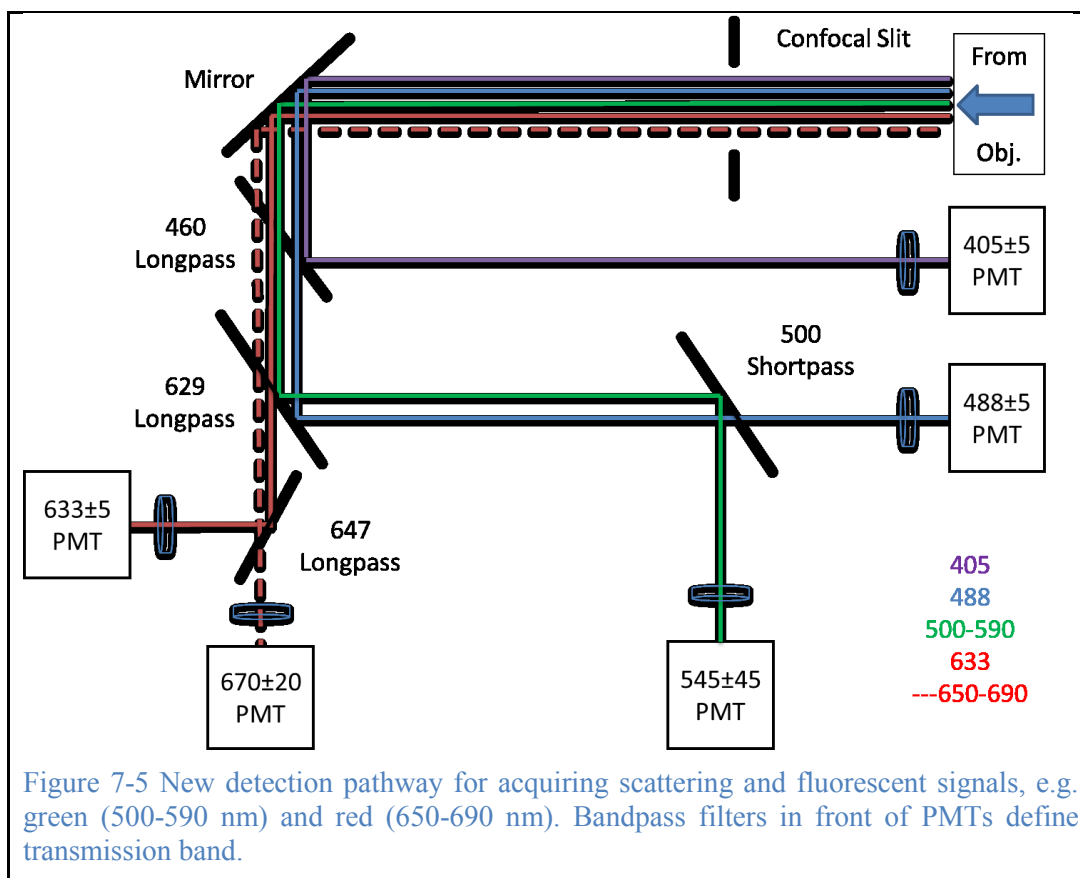 Confocal Slit
From
Obj.
Mirror
460
Longpass
405±5
PMT
500
Shortpass
629
Longpass
488±5
PMT
633±5
PMT
647
Longpass
405
488
500-590
633
---650-690
670±20
PMT
545±45
PMT
Figure 7-5 New detection pathway for acquiring scattering and fluorescent signals, e.g.
green (500-590 nm) and red (650-690 nm). Bandpass filters in front of PMTs define
transmission band.